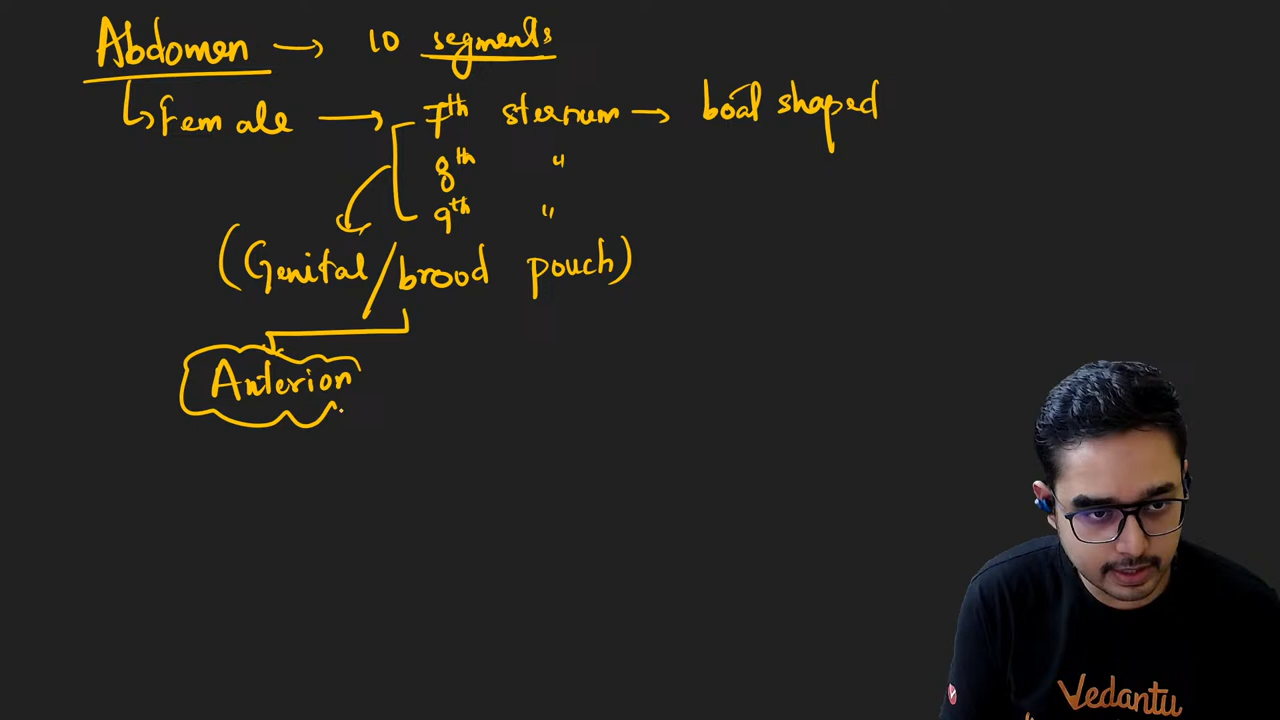 Abdomen → 10 segments
Female → 7th sternum → boat shaped
8th "
9th "
(Genital/brood pouch)
Anterior
Vedantu